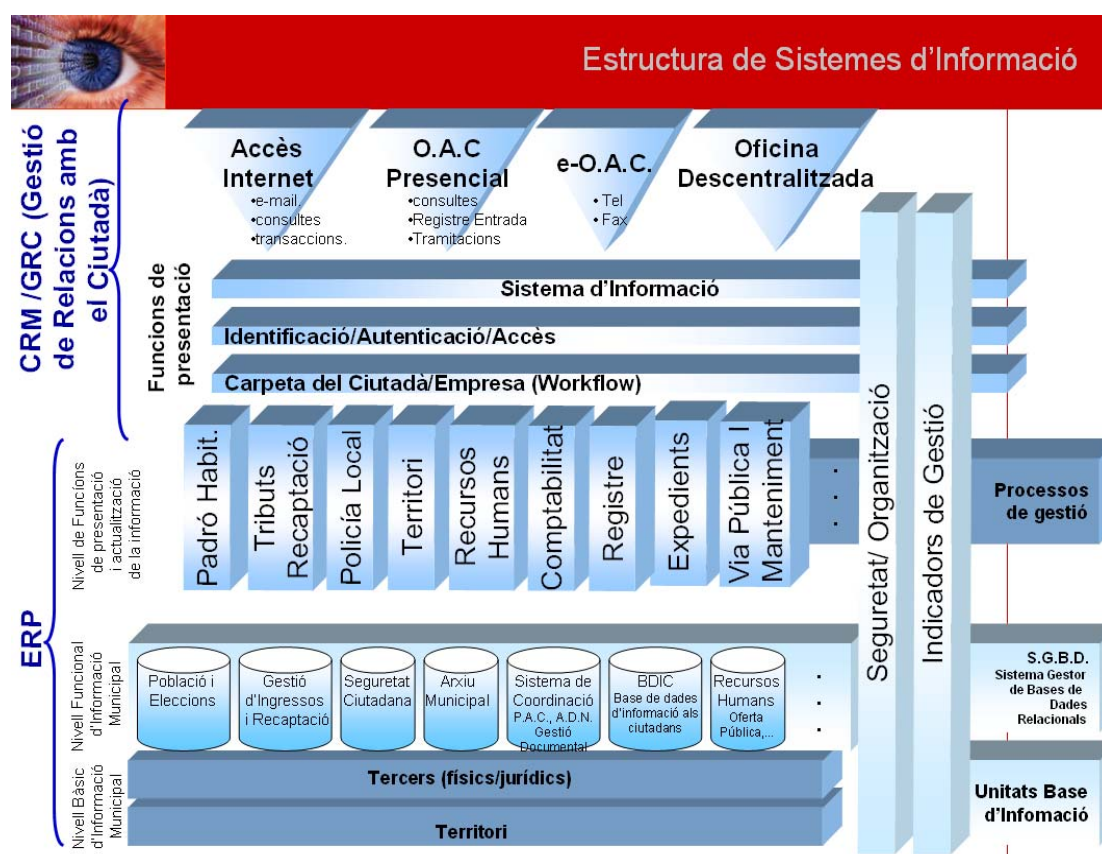 Estructura de Sistemes d'Informació
CRM /GRC (Gestió
de Relacions amb
el Ciutadà)
Accès
Internet
•e-mail.
•consultes
•transaccions.
O.A.C
Presencial
•consultes
•Registre Entrada
•Tramitacions
e-O.A.C.
• Tel
• Fax
Oficina
Descentralitzada
Funcions de
presentació
Sistema d'Informació
Identificació/Autenticació/Accès
Carpeta del Ciutadà/Empresa (Workflow)
Seguretat/ Organització
Indicadors de Gestió
ERP
Nivell de Funcions
de presentació
i actualització
de la informació
Padró Habit.
Tributs
Recaptació
Policía Local
Territori
Recursos
Humans
Comptabilitat
Registre
Expedients
Via Pública I
Manteniment
. . .
Processos
de gestió
Nivell Funcional
d'Informació
Municipal
Població i
Eleccions
Gestió
d'Ingressos
i Recaptació
Seguretat
Ciutadana
Arxiu
Municipal
Sistema de
Coordinació
P.A.C., A.D.N.
Gestió
Documental
BDIC
Base de dades
d'informació als
ciutadans
Recursos
Humans
Oferta
Pública,...
. . .
S.G.B.D.
Sistema Gestor
de Bases de
Dades
Relacionals
Nivell Bàsic
d'Informació
Municipal
Tercers (físics/jurídics)
Territori
Unitats Base
d'Infomació